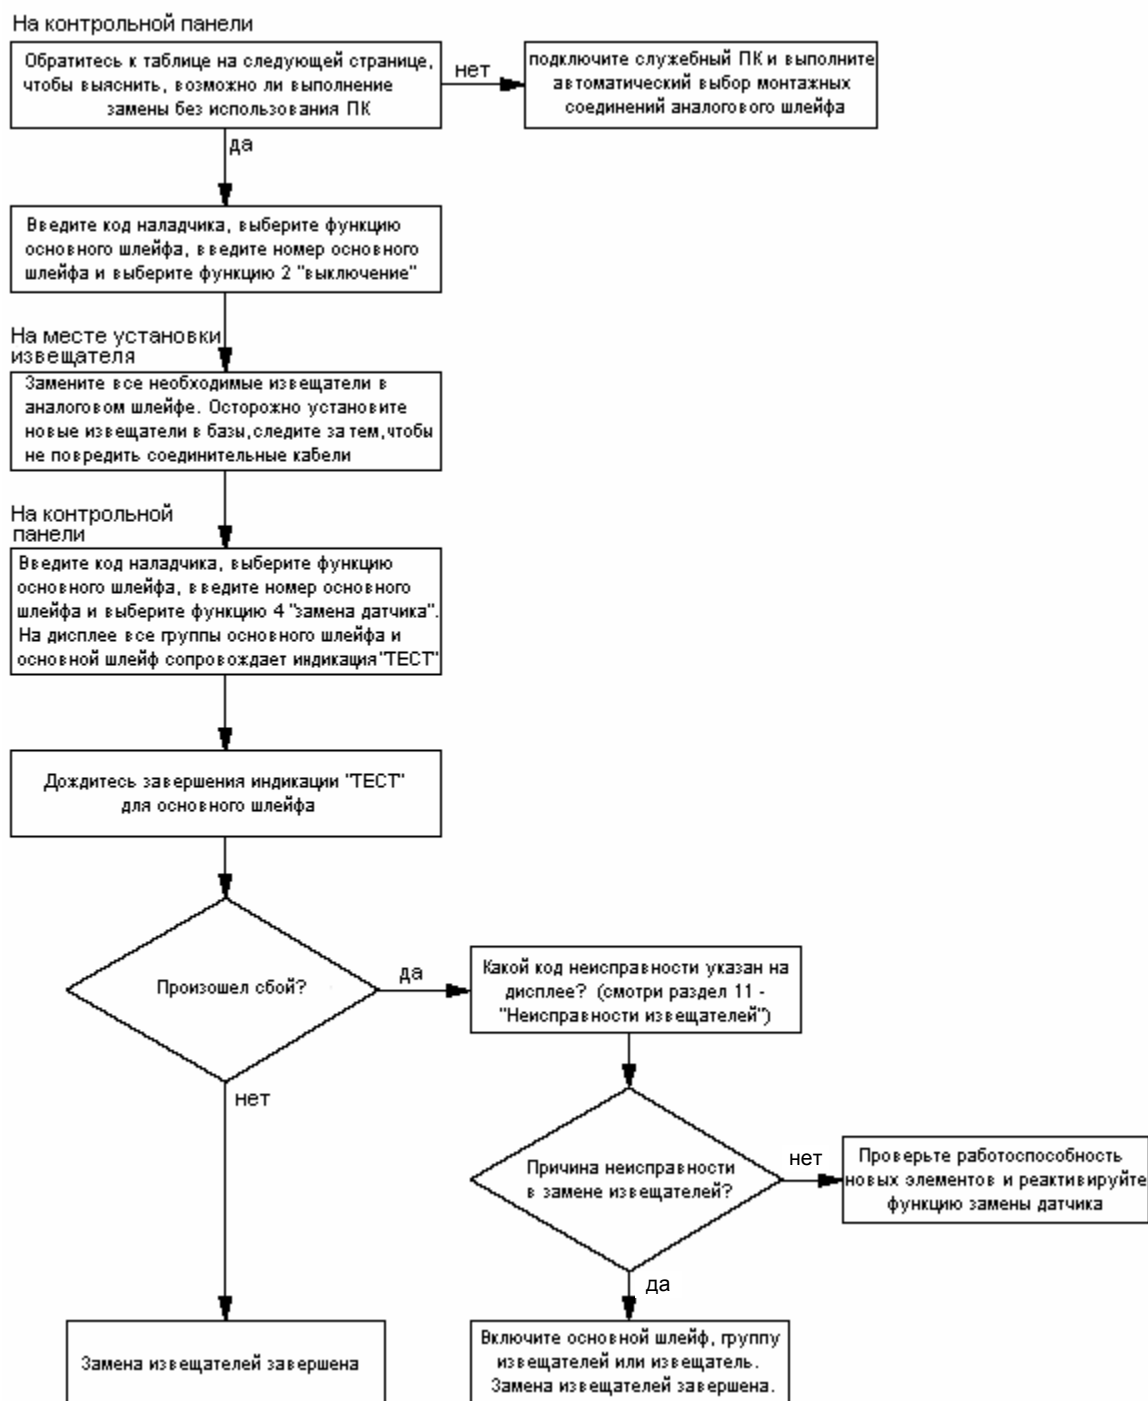 На контрольной панели
Обратитесь к таблице на следующей странице,
чтобы выяснить, возможно ли выполнение
замены без использования ПК
нет
подключите служебный ПК и выполните
автоматический выбор монтажных
соединений аналогового шлейфа
да
Введите код наладчика, выберите функцию
основного шлейфа, введите номер основного
шлейфа и выберите функцию 2 "выключение"
На месте установки
извещателя
Замените все необходимые извещатели в
аналоговом шлейфе. Осторожно установите
новые извещатели в базы,следите за тем,чтобы
не повредить соединительные кабели
На контрольной
панели
Введите код наладчика, выберите функцию
основного шлейфа, введите номер основного
шлейфа и выберите функцию 4 "замена датчика".
На дисплее все группы основного шлейфа и
основной шлейф сопровождает индикация"ТЕСТ"
Дождитесь завершения индикации "ТЕСТ"
для основного шлейфа
Произошел сбой?
да
Какой код неисправности указан на
дисплее? (смотри раздел 11 -
"Неисправности извещателей")
нет
Причина неисправности
в замене извещателей?
нет
Проверьте работоспособность
новых элементов и реактивируйте
функцию замены датчика
да
Замена извещателей завершена
Включите основной шлейф, группу
извещателей или извещатель.
Замена извещателей завершена.